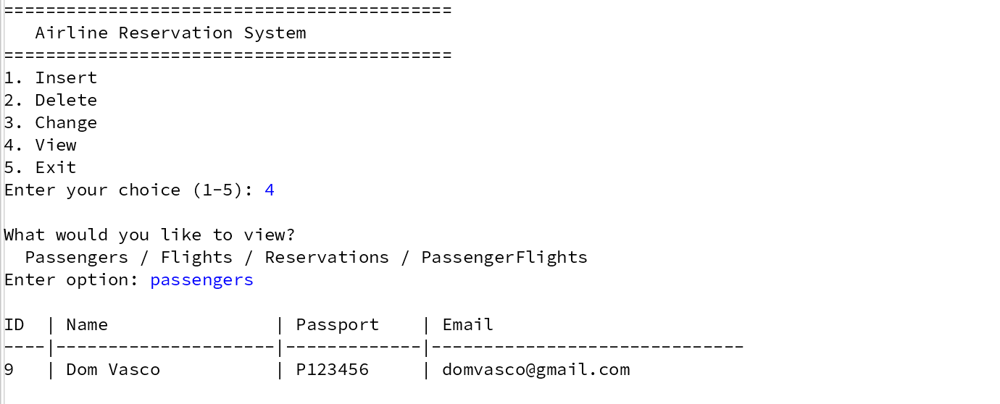 ===========================================
   Airline Reservation System
===========================================
1. Insert
2. Delete
3. Change
4. View
5. Exit
Enter your choice (1-5): 4

What would you like to view?
  Passengers / Flights / Reservations / PassengerFlights
Enter option: passengers

ID  | Name                | Passport    | Email
----|---------------------|-------------|------------------------------
9   | Dom Vasco           | P123456     | domvasco@gmail.com